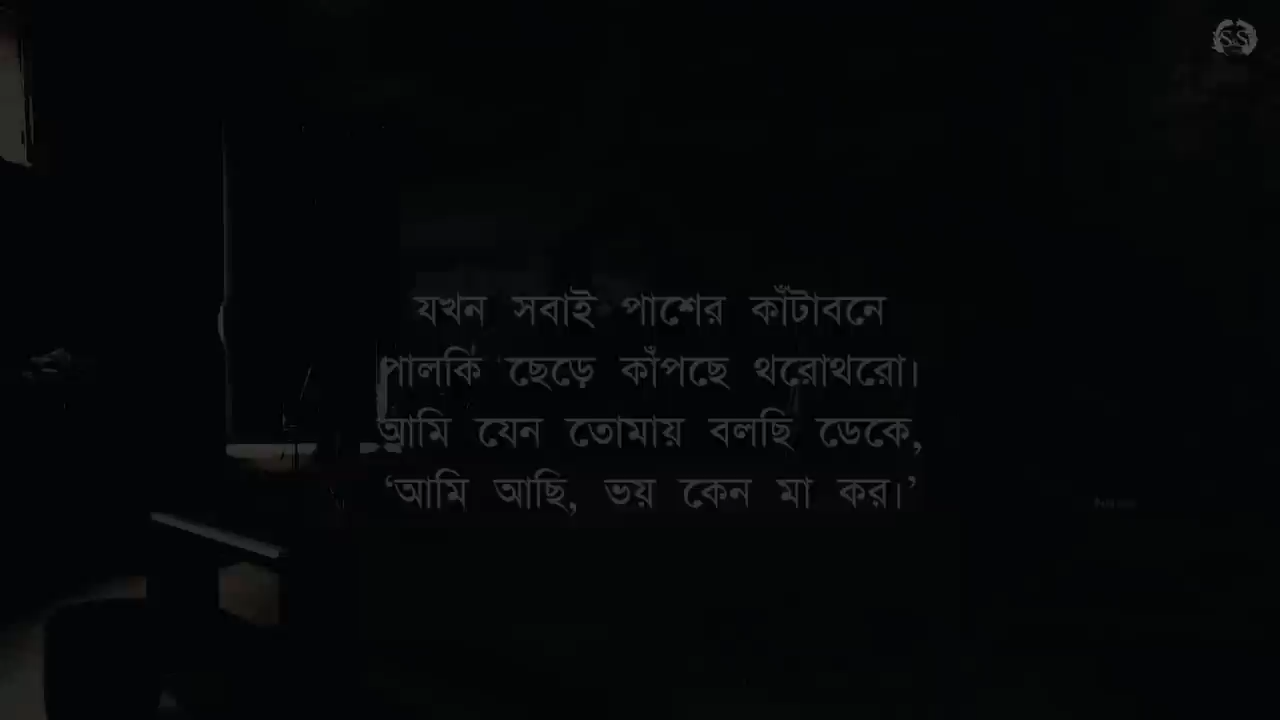 S&S
যখন সবাই পাশের কাঁটাবনে
পালকি ছেড়ে কাঁপছে থরোথরো।
আমি যেন তোমায় বলছি ডেকে,
‘আমি আছি, ভয় কেন মা কর।’